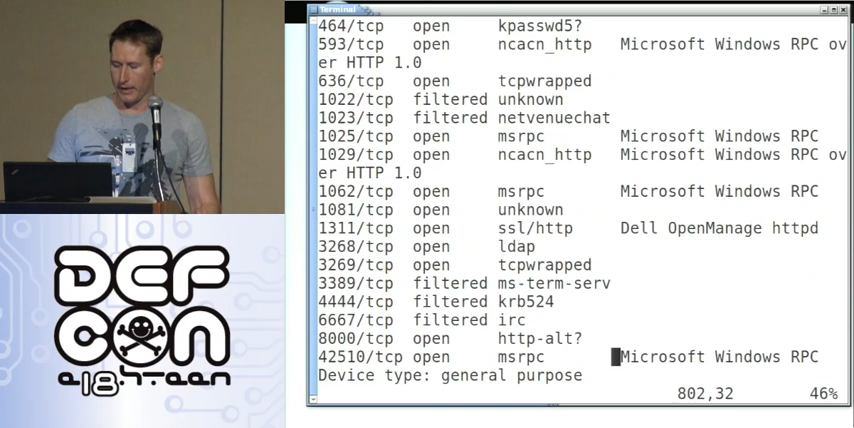 Terminal
464/tcp open kpasswd5?
593/tcp open ncacn_http Microsoft Windows RPC ov
er HTTP 1.0
636/tcp open tcpwrapped
1022/tcp filtered unknown
1023/tcp filtered netvenuechat
1025/tcp open msrpc Microsoft Windows RPC
1029/tcp open ncacn_http Microsoft Windows RPC ov
er HTTP 1.0
1062/tcp open msrpc Microsoft Windows RPC
1081/tcp open unknown
1311/tcp open ssl/http Dell OpenManage httpd
3268/tcp open ldap
3269/tcp open tcpwrapped
3389/tcp filtered ms-term-serv
4444/tcp filtered krb524
6667/tcp filtered irc
8000/tcp open http-alt?
42510/tcp open msrpc Microsoft Windows RPC
Device type: general purpose
802,32 46%
DEF
CON
e18hteen